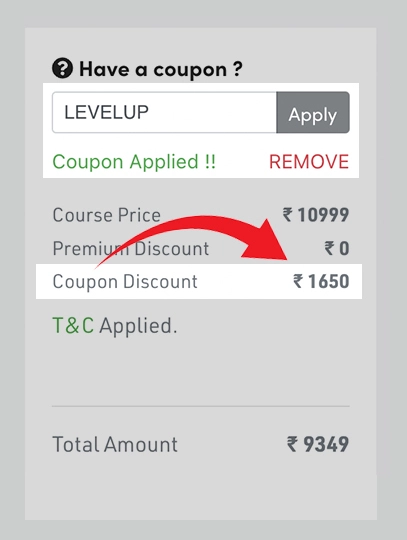 ? Have a coupon ?
LEVELUP Apply
Coupon Applied !! REMOVE
Course Price ₹ 10999
Premium Discount ₹ 0
Coupon Discount ₹ 1650
T&C Applied.
Total Amount ₹ 9349